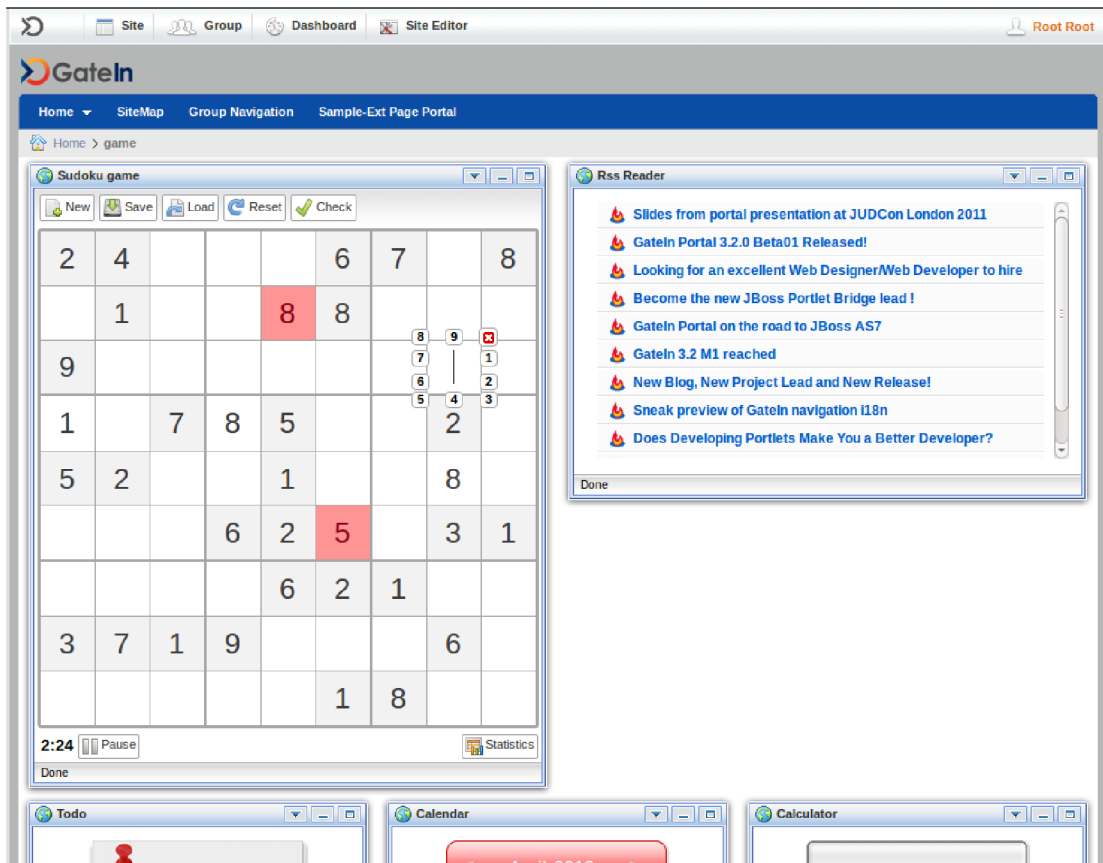 Site Group Dashboard Site Editor Root Root
GateIn
Home SiteMap Group Navigation Sample-Ext Page Portal
Home > game
Sudoku game
New Save Load Reset Check
2 4 6 7 8
1 8 8
8 9
9 7 1
6 2
5 4 3
1 7 8 5 2
5 2 1 8
6 2 5 3 1
6 2 1
3 7 1 9 6
1 8
2:24 Pause Statistics
Done
Rss Reader
Slides from portal presentation at JUDCon London 2011
GateIn Portal 3.2.0 Beta01 Released!
Looking for an excellent Web Designer/Web Developer to hire
Become the new JBoss Portlet Bridge lead !
GateIn Portal on the road to JBoss AS7
GateIn 3.2 M1 reached
New Blog, New Project Lead and New Release!
Sneak preview of GateIn navigation i18n
Does Developing Portlets Make You a Better Developer?
Done
Todo
Calendar
Calculator